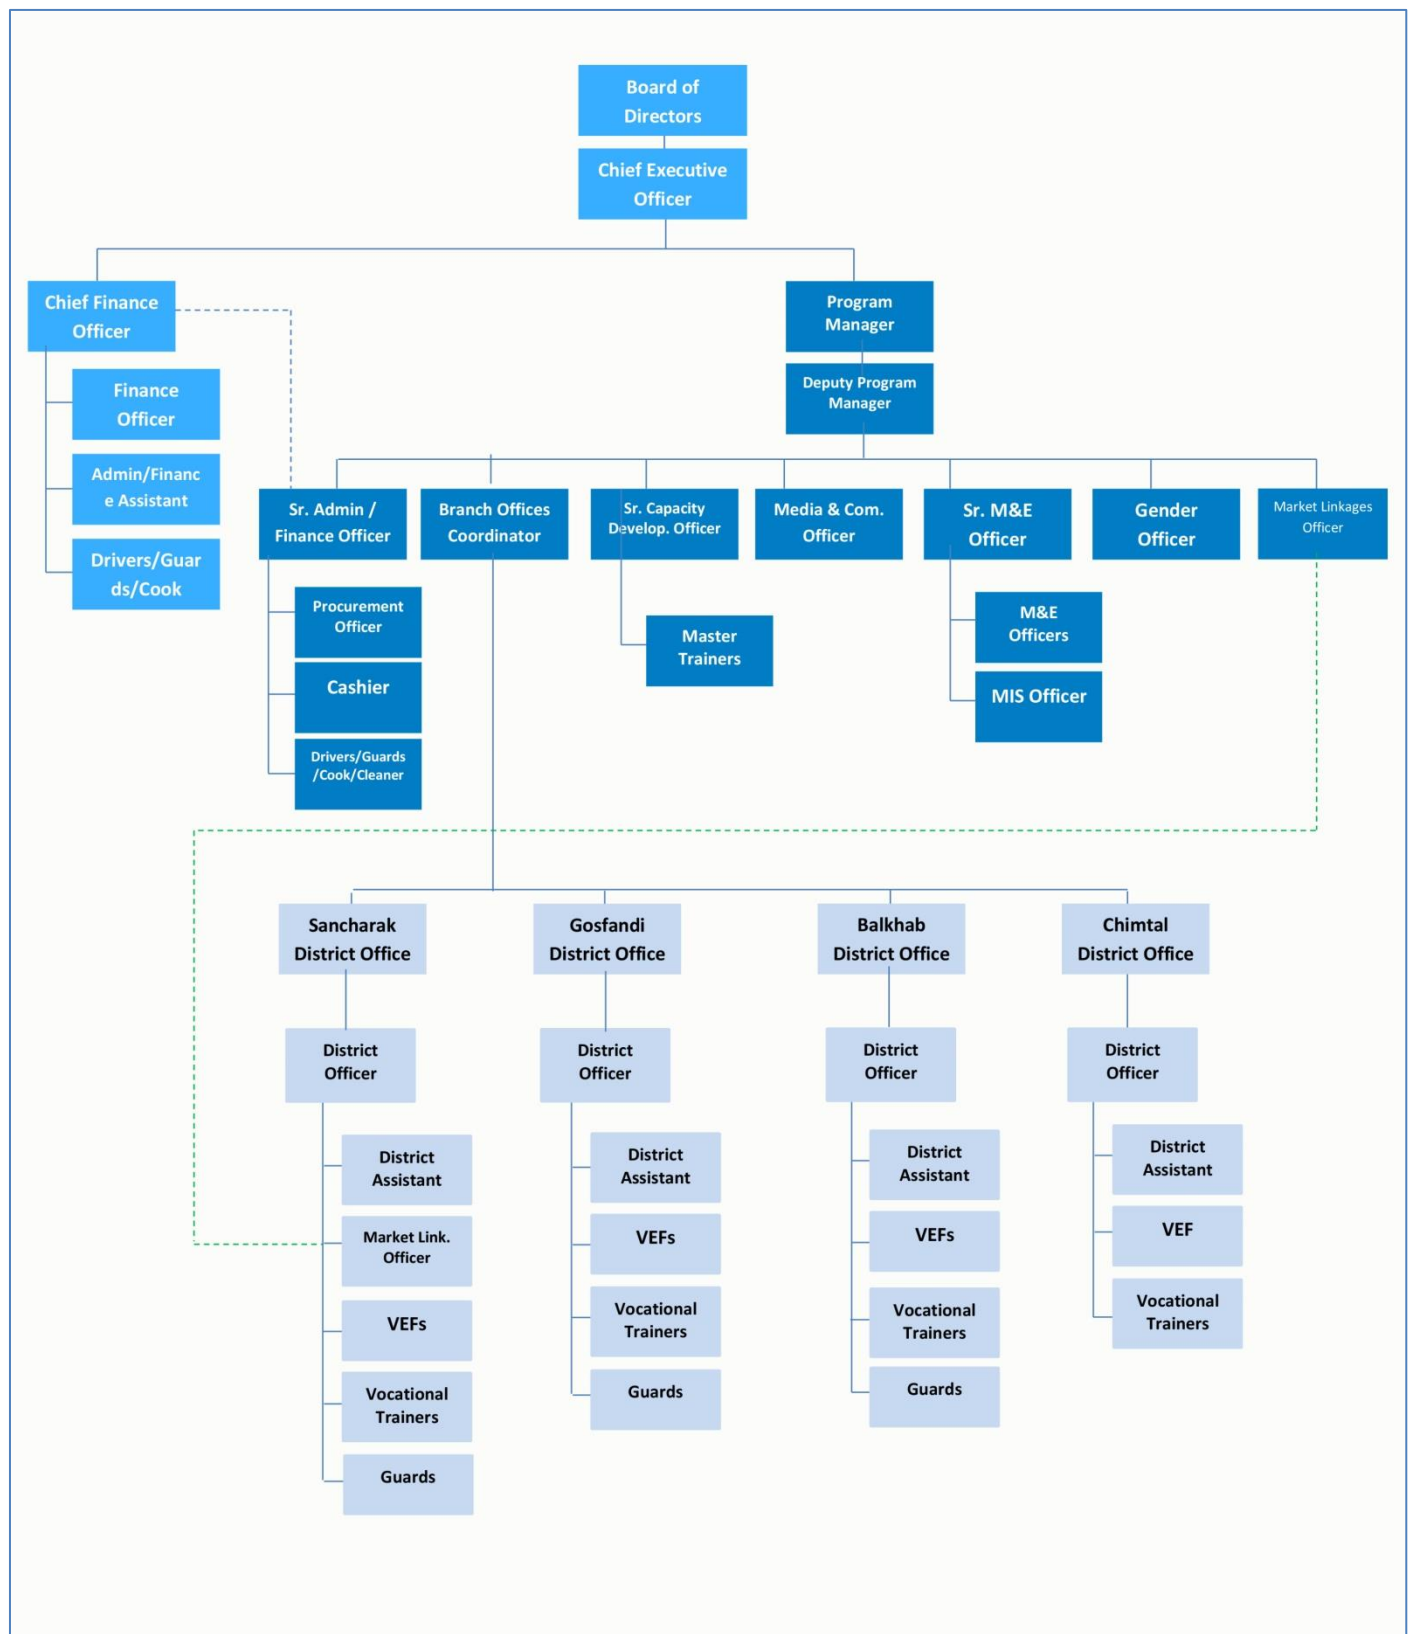 Board of
Directors
Chief Executive
Officer
Chief Finance
Officer
Program
Manager
Finance
Officer
Deputy Program
Manager
Admin/Financ
e Assistant
Drivers/Guar
ds/Cook
Sr. Admin /
Finance Officer
Branch Offices
Coordinator
Sr. Capacity
Develop. Officer
Media & Com.
Officer
Sr. M&E
Officer
Gender
Officer
Market Linkages
Officer
Procurement
Officer
Cashier
Drivers/Guards
/Cook/Cleaner
Master
Trainers
M&E
Officers
MIS Officer
Sancharak
District Office
Gosfandi
District Office
Balkhab
District Office
Chimtal
District Office
District
Officer
District
Officer
District
Officer
District
Officer
District
Assistant
Market Link.
Officer
VEFs
Vocational
Trainers
Guards
District
Assistant
VEFs
Vocational
Trainers
Guards
District
Assistant
VEFs
Vocational
Trainers
Guards
District
Assistant
VEF
Vocational
Trainers